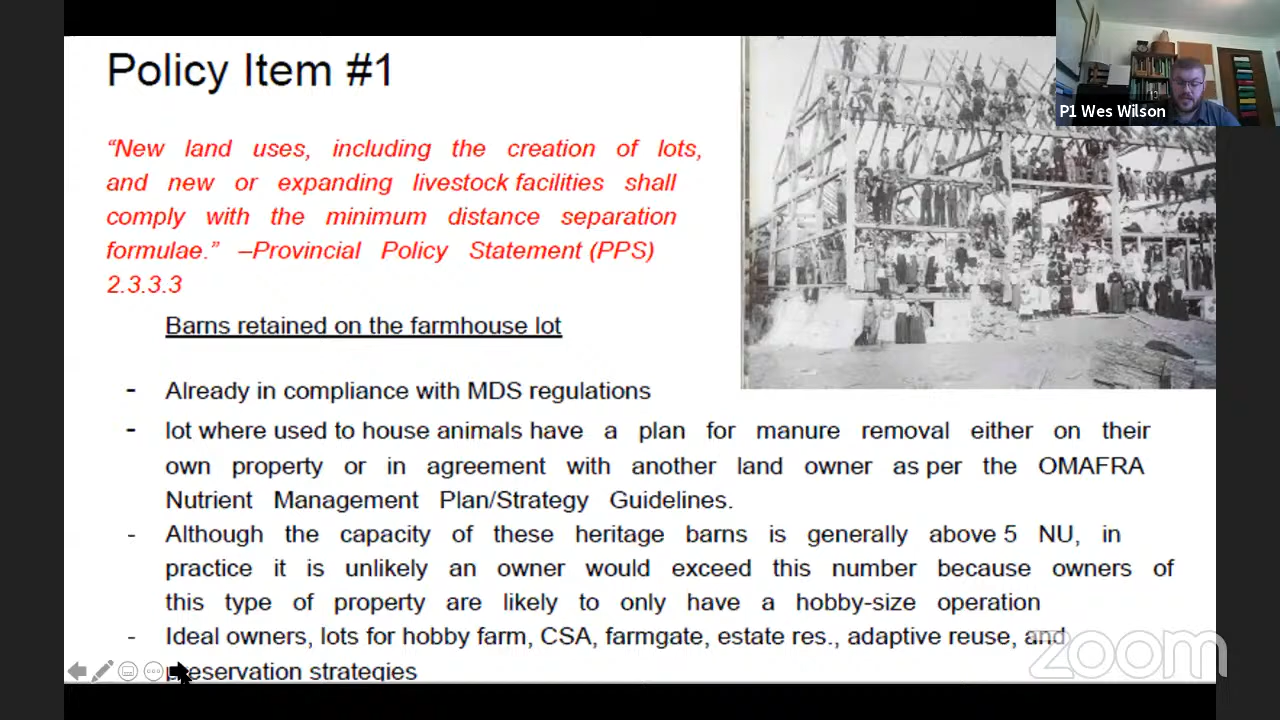 Policy Item #1
P1 Wes Wilson
“New land uses, including the creation of lots,
and new or expanding livestock facilities shall
comply with the minimum distance separation
formulae.” –Provincial Policy Statement (PPS)
2.3.3.3
Barns retained on the farmhouse lot
- Already in compliance with MDS regulations
- lot where used to house animals have a plan for manure removal either on their
own property or in agreement with another land owner as per the OMAFRA
Nutrient Management Plan/Strategy Guidelines.
- Although the capacity of these heritage barns is generally above 5 NU, in
practice it is unlikely an owner would exceed this number because owners of
this type of property are likely to only have a hobby-size operation
- Ideal owners, lots for hobby farm, CSA, farmgate, estate res., adaptive reuse, and
preservation strategies
zoom